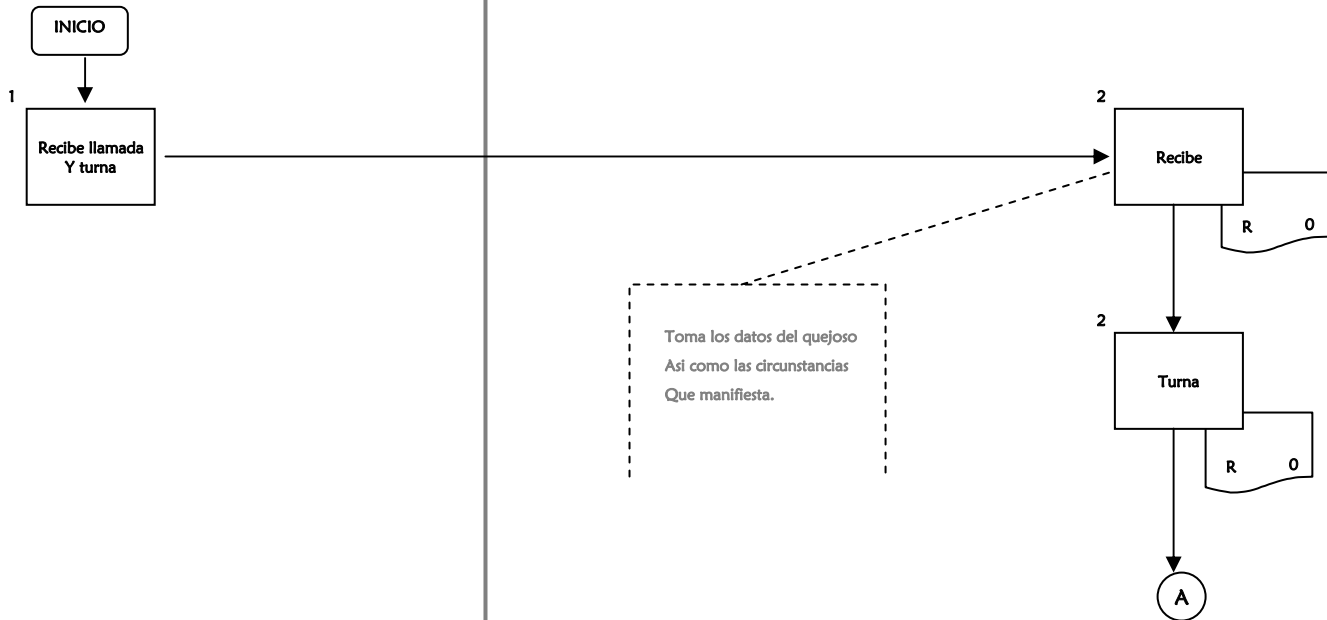 INICIO
1
Recibe llamada
Y turna
2
Recibe
R 0
Toma los datos del quejoso
Asi como las circunstancias
Que manifiesta.
2
Turna
R 0
A